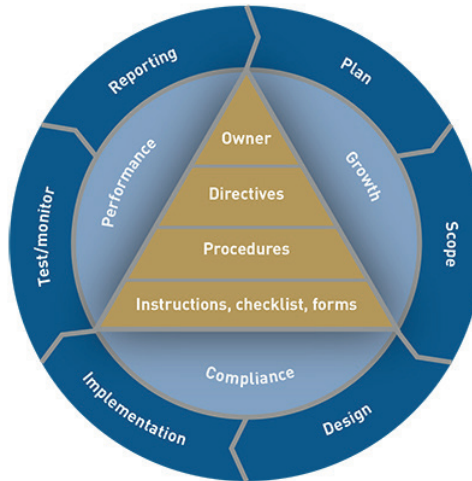 Reporting
Plan
Performance
Growth
Owner
Directives
Procedures
Instructions, checklist, forms
Test/monitor
Scope
Compliance
Implementation
Design